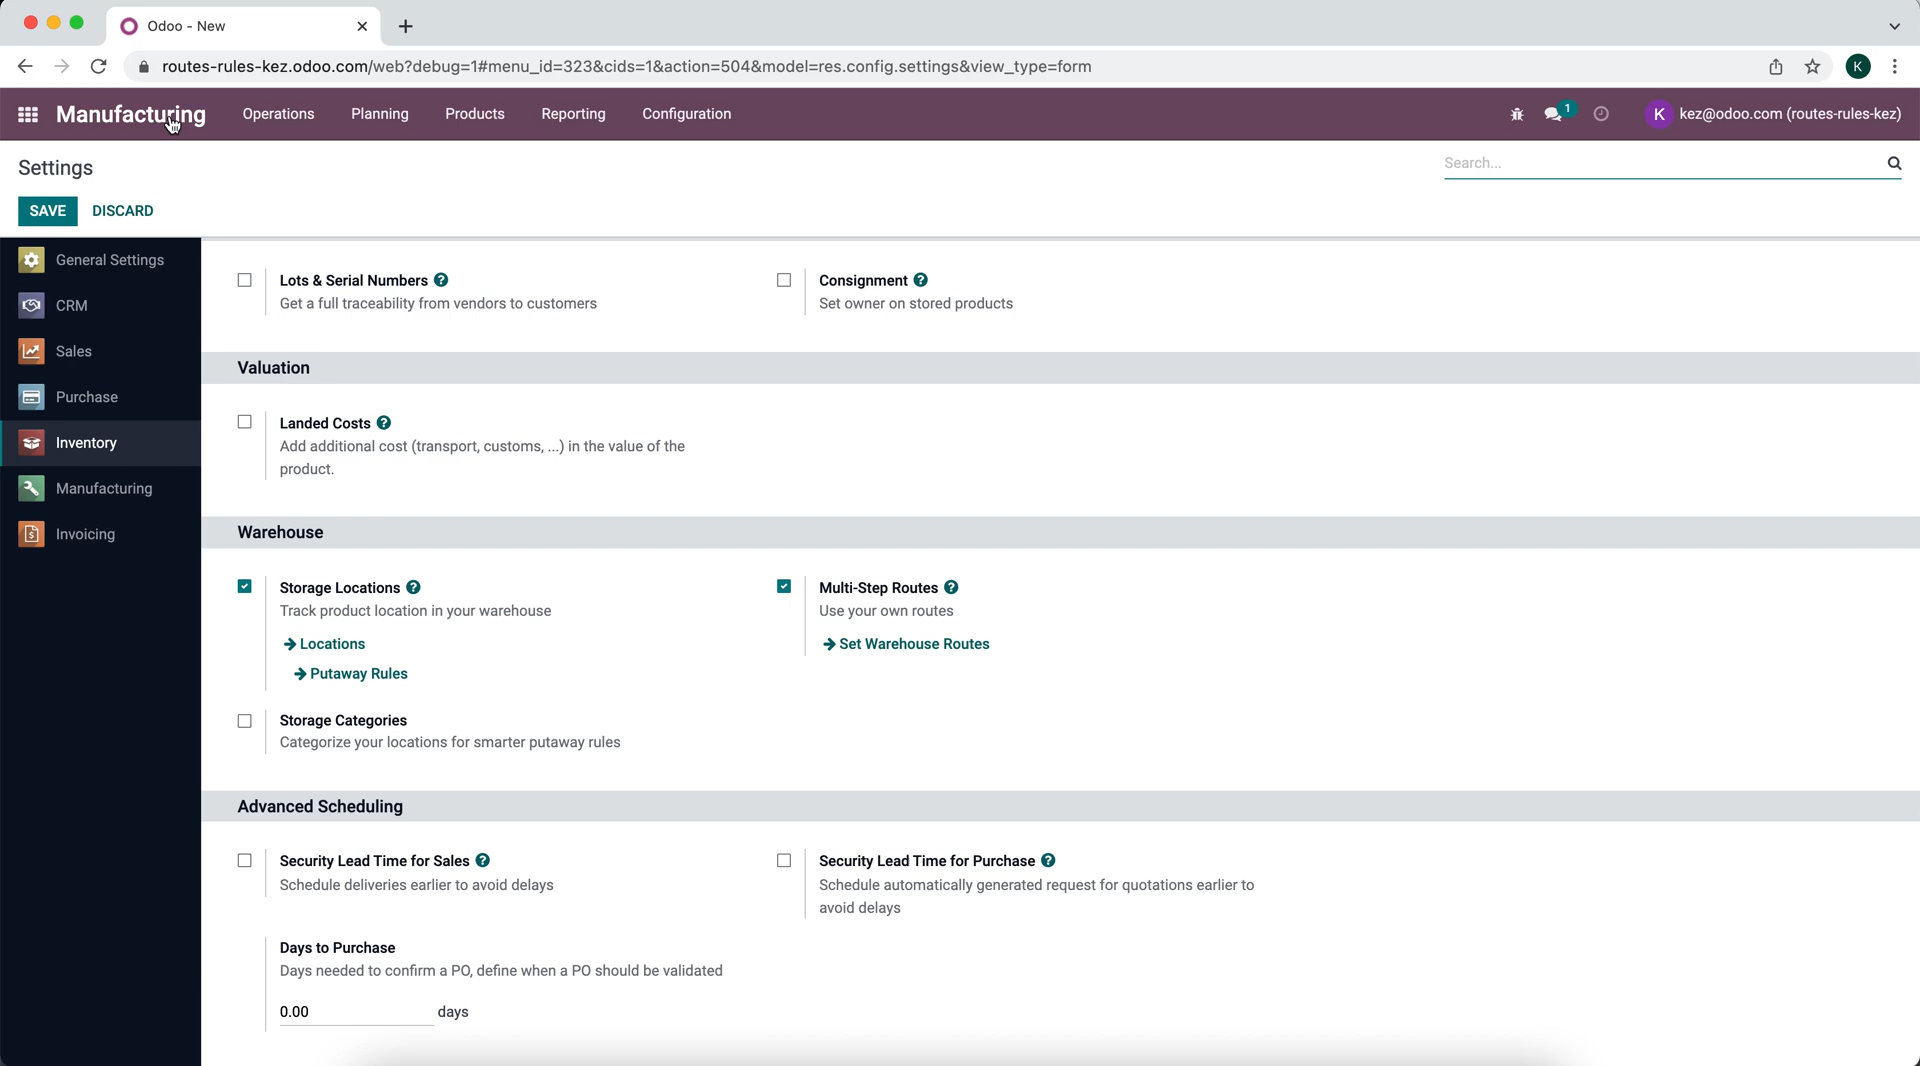 Odoo - New
routes-rules-kez.odoo.com/web?debug=1#menu_id=323&cids=1&action=504&model=res.config.settings&view_type=form
K
Manufacturing Operations Planning Products Reporting Configuration 1 K kez@odoo.com (routes-rules-kez)
Settings Search...
SAVE DISCARD
General Settings
CRM
Sales
Purchase
Inventory
Manufacturing
Invoicing
Lots & Serial Numbers ?
Get a full traceability from vendors to customers
Consignment ?
Set owner on stored products
Valuation
Landed Costs ?
Add additional cost (transport, customs, ...) in the value of the
product.
Warehouse
Storage Locations ?
Track product location in your warehouse
Locations
Putaway Rules
Multi-Step Routes ?
Use your own routes
Set Warehouse Routes
Storage Categories
Categorize your locations for smarter putaway rules
Advanced Scheduling
Security Lead Time for Sales ?
Schedule deliveries earlier to avoid delays
Security Lead Time for Purchase ?
Schedule automatically generated request for quotations earlier to
avoid delays
Days to Purchase
Days needed to confirm a PO, define when a PO should be validated
0.00 days